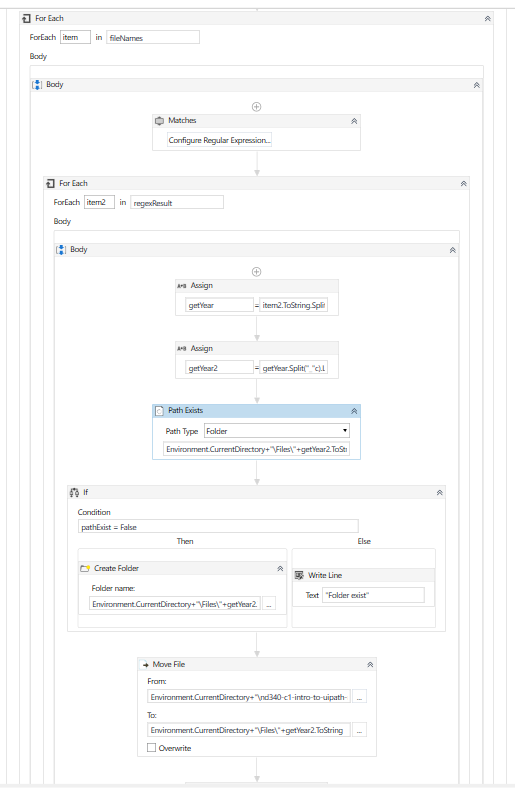 For Each
ForEach item in fileNames
Body
Body
Matches
Configure Regular Expression...
For Each
ForEach item2 in regexResult
Body
Body
A+B Assign
getYear = item2.ToString.Split
A+B Assign
getYear2 = getYear.Split(","c).L
Path Exists
Path Type Folder
Environment.CurrentDirectory+"\Files\"+getYear2.ToStr
If
Condition
pathExist = False
Then Else
Create Folder
Folder name:
Environment.CurrentDirectory+"\Files\"+getYear2. ...
Write Line
Text "Folder exist"
Move File
From:
Environment.CurrentDirectory+"\nd340-c1-intro-to-uipath- ...
To:
Environment.CurrentDirectory+"\Files\"+getYear2.ToString ...
Overwrite